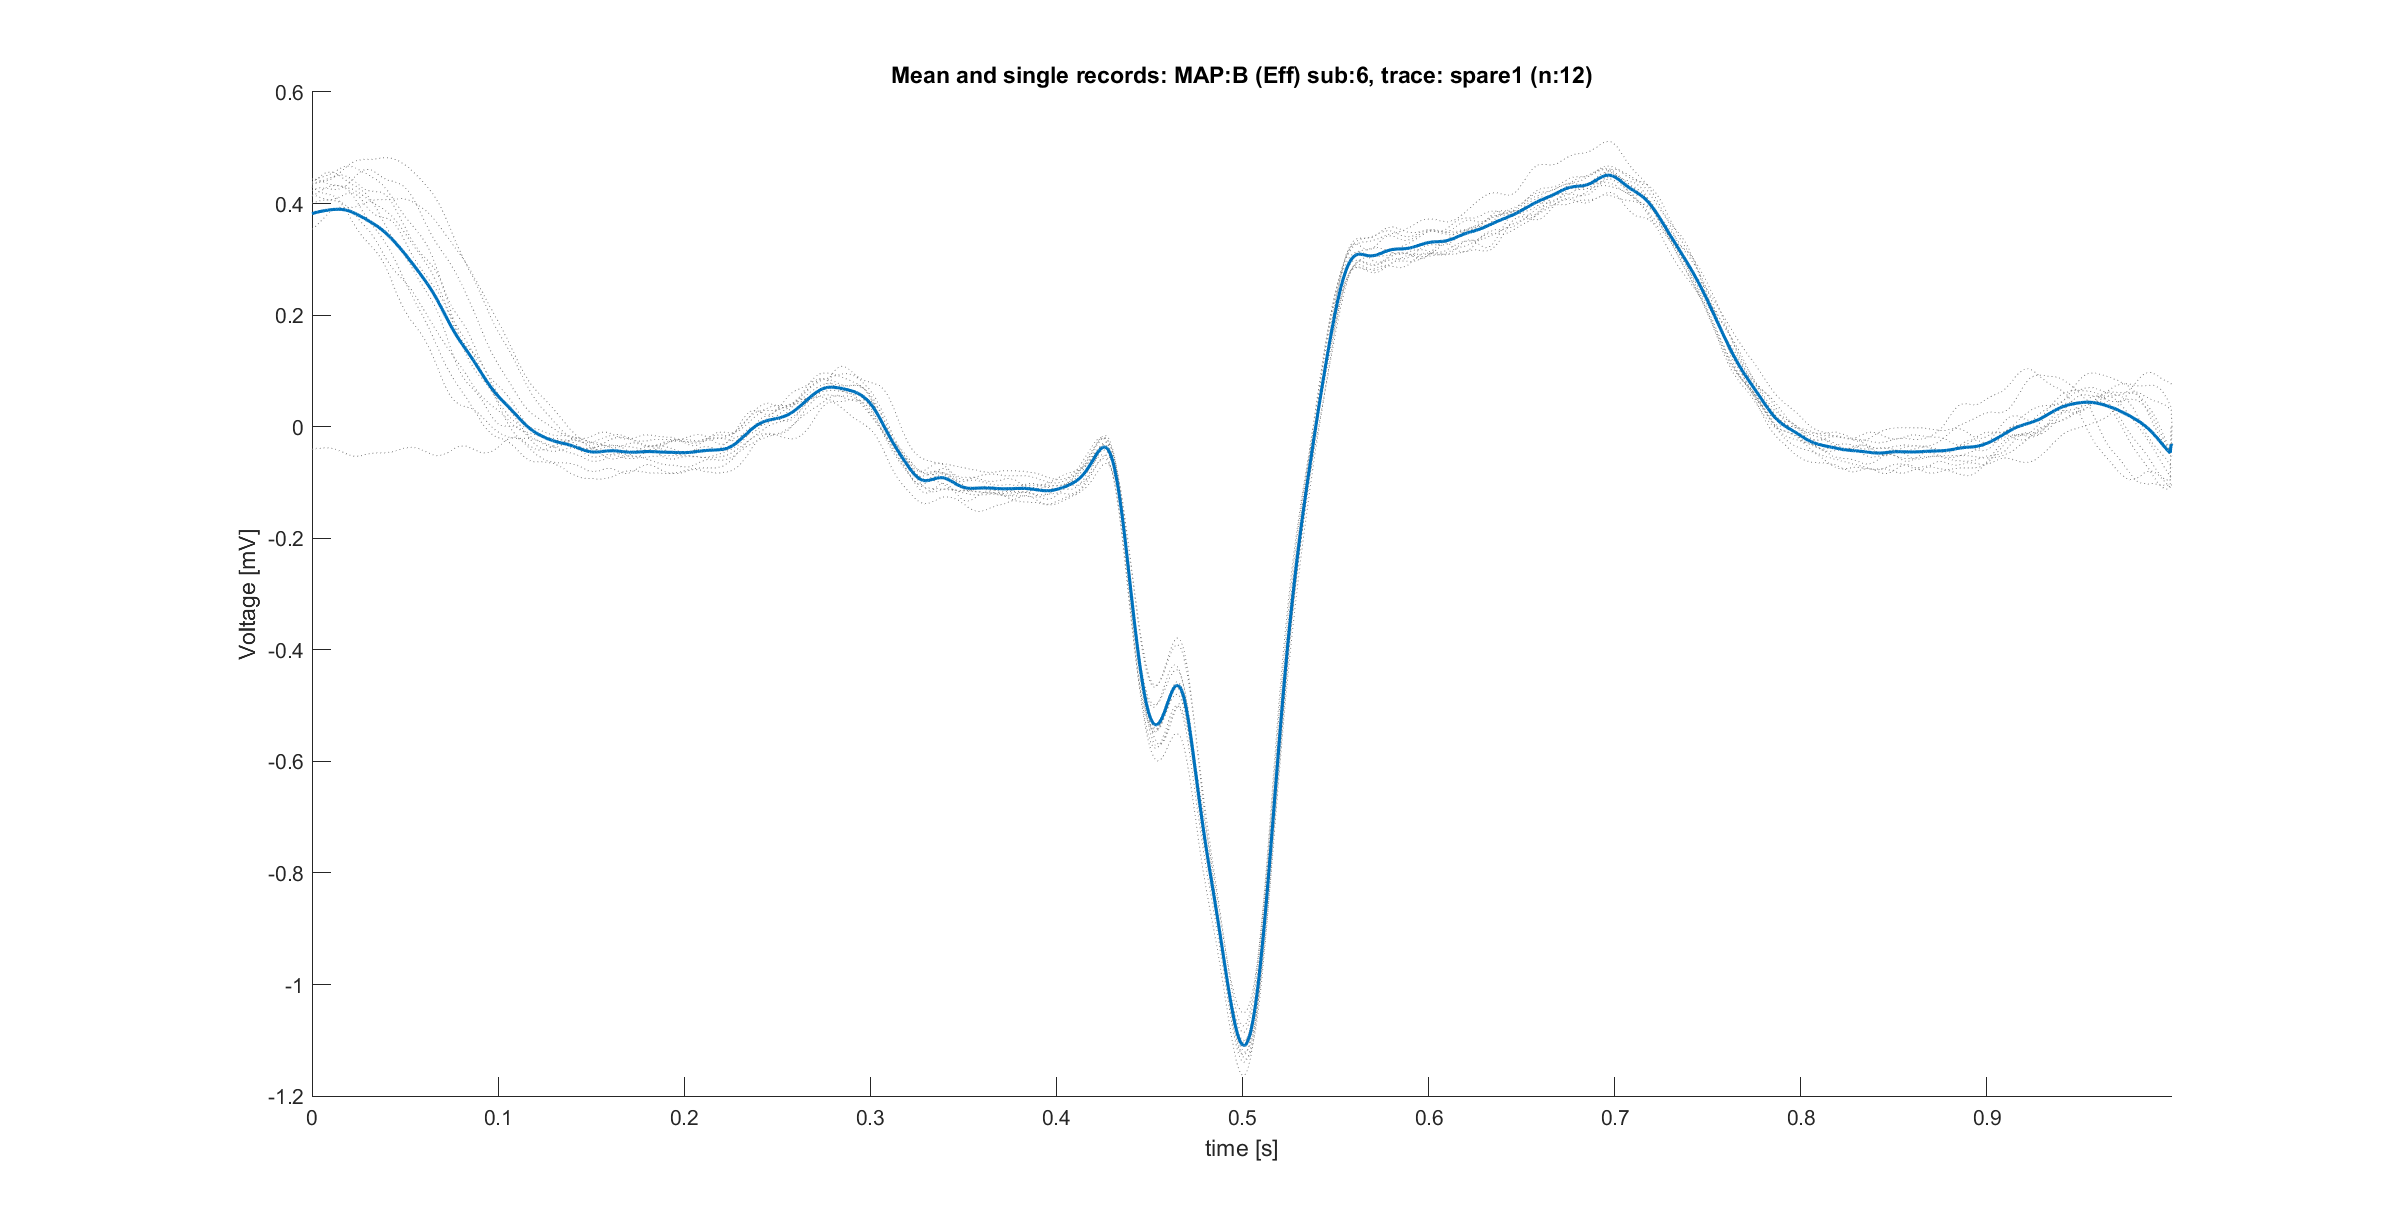 Mean and single records: MAP:B (Eff) sub:6, trace: spare1 (n:12)
0.6
0.4
0.2
0
-0.2
-0.4
-0.6
-0.8
-1
-1.2
Voltage [mV]
0 0.1 0.2 0.3 0.4 0.5 0.6 0.7 0.8 0.9
time [s]